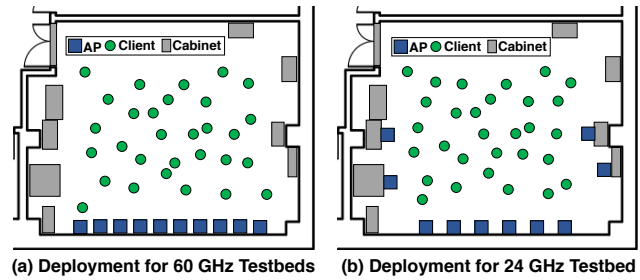 AP Client Cabinet
AP Client Cabinet
(a) Deployment for 60 GHz Testbeds
(b) Deployment for 24 GHz Testbed